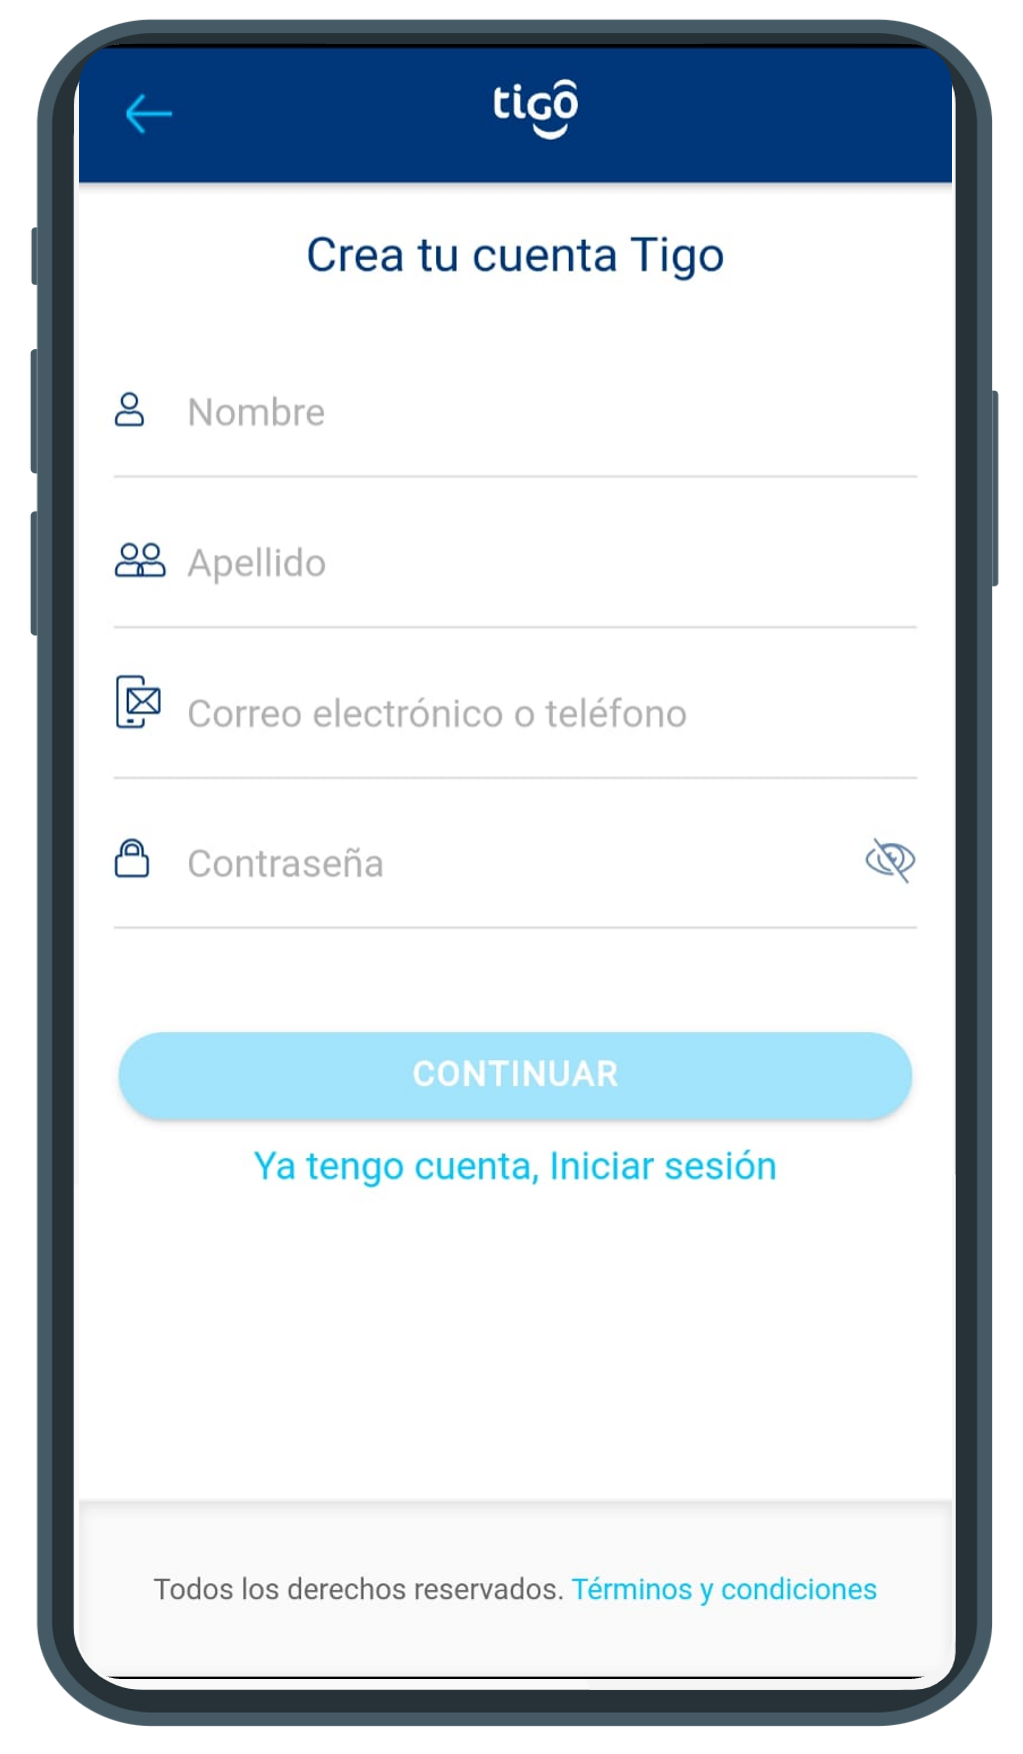 tigo
Crea tu cuenta Tigo
Nombre
Apellido
Correo electrónico o teléfono
Contraseña
CONTINUAR
Ya tengo cuenta, Iniciar sesión
Todos los derechos reservados. Términos y condiciones